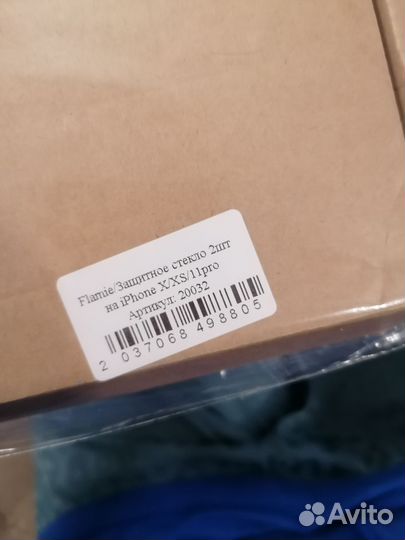 Flamie/Защитное стекло 2шт
на iPhone X/XS/11pro
Артикул: 20032
2 037068 498805
Avito